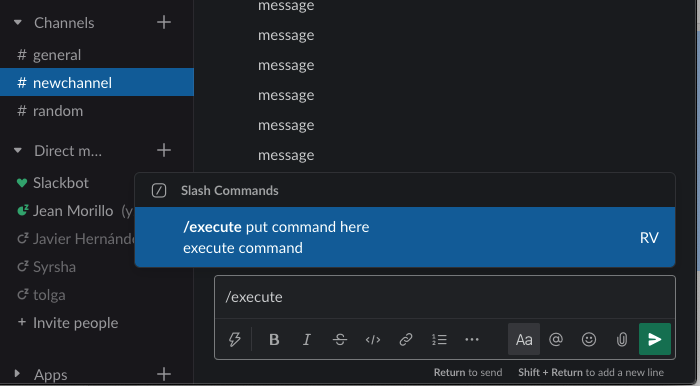 Channels
# general
# newchannel
# random
Direct m...
Slackbot
Jean Morillo (y
Javier Hernánde
Syrsha
tolga
+ Invite people
Apps
message
message
message
message
message
message
Slash Commands
/execute put command here
execute command
RV
/execute
B I S </> Aa @
Return to send Shift + Return to add a new line